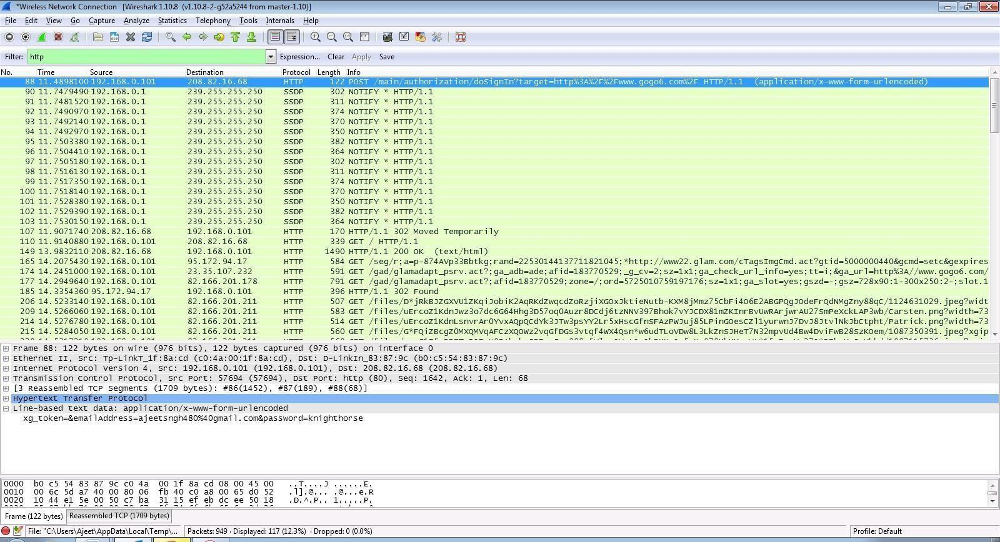 *Wireless Network Connection [Wireshark 1.10.8 (v1.10.8-2-g52a5244 from master-1.10)]
File Edit View Go Capture Analyze Statistics Telephony Tools Internals Help
Filter: http Expression... Clear Apply Save
No. Time Source Destination Protocol Length Info
88 11.4898100 192.168.0.101 208.82.16.68 HTTP 122 POST /main/authorization/doSignIn?target=http%3A%2F%2Fwww.gogo6.com%2F HTTP/1.1 (application/x-www-form-urlencoded)
90 11.7479490 192.168.0.1 239.255.255.250 SSDP 302 NOTIFY * HTTP/1.1
91 11.7481520 192.168.0.1 239.255.255.250 SSDP 311 NOTIFY * HTTP/1.1
92 11.7490970 192.168.0.1 239.255.255.250 SSDP 374 NOTIFY * HTTP/1.1
93 11.7492140 192.168.0.1 239.255.255.250 SSDP 370 NOTIFY * HTTP/1.1
94 11.7492970 192.168.0.1 239.255.255.250 SSDP 350 NOTIFY * HTTP/1.1
95 11.7503380 192.168.0.1 239.255.255.250 SSDP 382 NOTIFY * HTTP/1.1
96 11.7504410 192.168.0.1 239.255.255.250 SSDP 364 NOTIFY * HTTP/1.1
97 11.7505180 192.168.0.1 239.255.255.250 SSDP 302 NOTIFY * HTTP/1.1
98 11.7516130 192.168.0.1 239.255.255.250 SSDP 311 NOTIFY * HTTP/1.1
99 11.7517350 192.168.0.1 239.255.255.250 SSDP 374 NOTIFY * HTTP/1.1
100 11.7518140 192.168.0.1 239.255.255.250 SSDP 370 NOTIFY * HTTP/1.1
101 11.7528380 192.168.0.1 239.255.255.250 SSDP 350 NOTIFY * HTTP/1.1
102 11.7529390 192.168.0.1 239.255.255.250 SSDP 382 NOTIFY * HTTP/1.1
103 11.7530150 192.168.0.1 239.255.255.250 SSDP 364 NOTIFY * HTTP/1.1
107 11.9071740 208.82.16.68 192.168.0.101 HTTP 170 HTTP/1.1 302 Moved Temporarily
110 11.9140880 192.168.0.101 208.82.16.68 HTTP 339 GET / HTTP/1.1
149 13.9832110 208.82.16.68 192.168.0.101 HTTP 1490 HTTP/1.1 200 OK (text/html)
165 14.2075430 192.168.0.101 95.172.94.17 HTTP 584 GET /seg/r;a=p-874AVp33Bbtkg;rand=22530144137711821045;*http://www22.glam.com/cTagsImgCmd.act?gtid=5000000440&gcmd=setc&gexpires
174 14.2451000 192.168.0.101 23.35.107.232 HTTP 591 GET /gad/glamadapt_psrv.act?;ga_adb=ade;afid=183770529;_g_cv=2;sz=1x1;ga_check_url_info=yes;tt=i;&ga_url=http%3A//www.gogo6.com/
177 14.2949640 192.168.0.101 82.166.201.178 HTTP 791 GET /gad/glamadapt_psrv.act?;afid=183770529;zone=/;ord=5725010759197176;sz=1x1;ga_slot=yes;gszd=-;gsz=728x90:1-300x250:2-;slot.1
185 14.3354360 95.172.94.17 192.168.0.101 HTTP 396 HTTP/1.1 302 Found
206 14.5233140 192.168.0.101 82.166.201.211 HTTP 507 GET /files/D*jRkBJZGXVU1ZKqiJobiK2AqRKdZwqcdZoRzjiXGOxJktieNutb-KXM8jMmz75CbFi4O6E2ABGPQgJOdeFrQdNMgZny88qC/1124631029.jpeg?widt
209 14.5266060 192.168.0.101 82.166.201.211 HTTP 583 GET /files/uErcoZ1KdnJwz3o7dc6G64Hhg3D57oq0Auzr8DCdj6tzNNV397Bhok7vYJCDX81mZKInrBvUwRArjwrAU27SmPeXckLAP3wb/Carsten.png?width=73
214 14.5276780 192.168.0.101 82.166.201.211 HTTP 514 GET /files/uErcoZ1KdnLsnvrArOYvxAQpQCdYk3JTw3psYY2Lr5xHscGfnSFAzPWJuj85LPinGOesCZl1yurwnJ7DvJ8JtvlNkJbCtpht/Patrick.png?width=73
215 14.5284050 192.168.0.101 82.166.201.211 HTTP 560 GET /files/G*FQiZBcgZ0MXQMVqAFCzXQOwz2vqGfDGs3vtqf4WX4Qsn*w6udTLoVDw8L3LkZnSJHeT7N32mpvUd4Bw4DviFwB28SzKOem/1087350391.jpeg?xgip
Frame 88: 122 bytes on wire (976 bits), 122 bytes captured (976 bits) on interface 0
Ethernet II, Src: Tp-LinkT_1f:8a:cd (c0:4a:00:1f:8a:cd), Dst: D-LinkIn_83:87:9c (b0:c5:54:83:87:9c)
Internet Protocol Version 4, Src: 192.168.0.101 (192.168.0.101), Dst: 208.82.16.68 (208.82.16.68)
Transmission Control Protocol, Src Port: 57694 (57694), Dst Port: http (80), Seq: 1642, Ack: 1, Len: 68
[3 Reassembled TCP Segments (1709 bytes): #86(1452), #87(189), #88(68)]
Hypertext Transfer Protocol
Line-based text data: application/x-www-form-urlencoded
xg_token=&emailAddress=ajeetsngh480%40gmail.com&password=knighthorse
0000 b0 c5 54 83 87 9c c0 4a 00 1f 8a cd 08 00 45 00 ..T....J ......E.
0010 00 6c 5d a7 40 00 80 06 fb 40 c0 a8 00 65 d0 52 .l].@... .@...e.R
0020 10 44 e1 5e 00 50 c7 ba 31 15 ef eb dc ee 50 18 .D.^.P.. 1.....P.
Frame (122 bytes) Reassembled TCP (1709 bytes)
File: "C:\Users\Ajeet\AppData\Local\Temp\... Packets: 949 · Displayed: 117 (12.3%) · Dropped: 0 (0.0%) Profile: Default